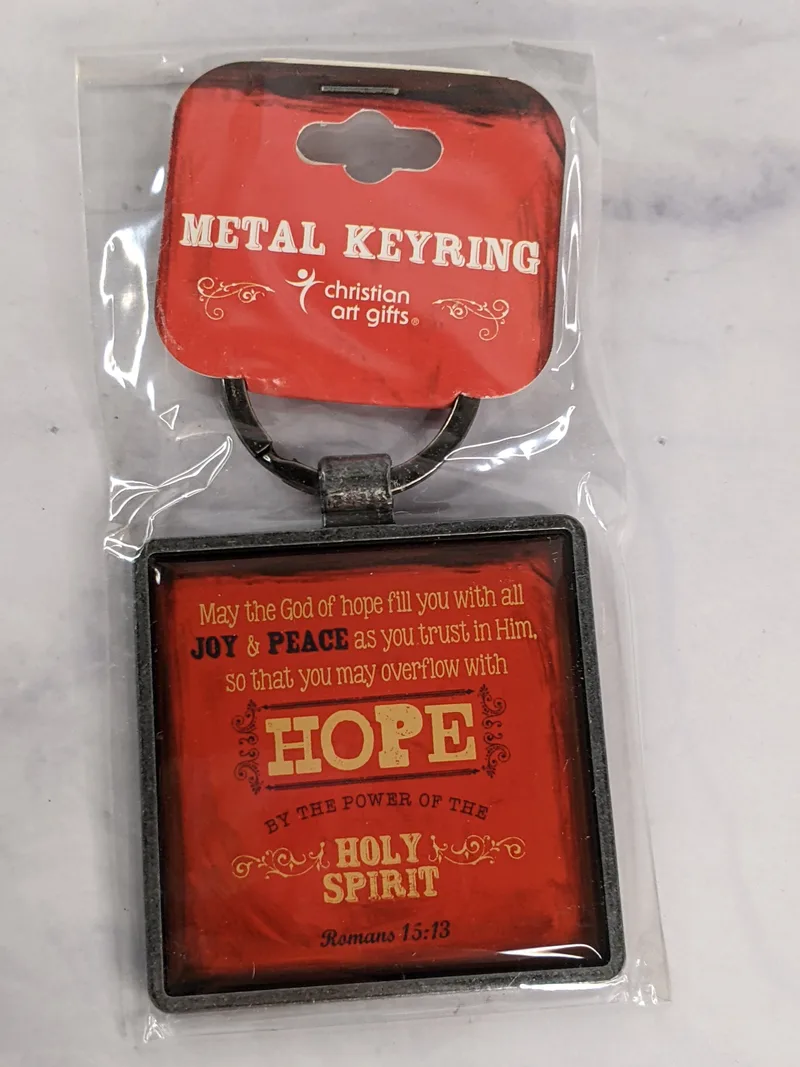 METAL KEYRING
christian
art gifts®
May the God of hope fill you with all
JOY & PEACE as you trust in Him,
so that you may overflow with
HOPE
BY THE POWER OF THE
HOLY
SPIRIT
Romans 15:13